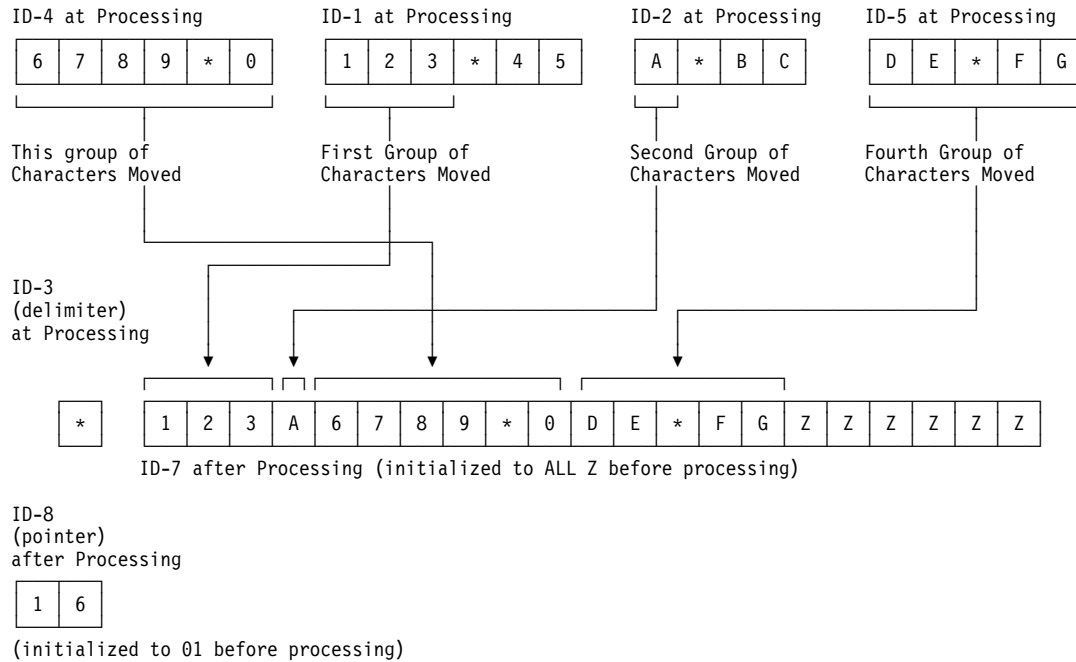 ID-4 at Processing ID-1 at Processing ID-2 at Processing ID-5 at Processing
6 7 8 9 * 0 1 2 3 * 4 5 A * B C D E * F G
This group of First Group of Second Group of Fourth Group of
Characters Moved Characters Moved Characters Moved Characters Moved
ID-3
(delimiter)
at Processing
* 1 2 3 A 6 7 8 9 * 0 D E * F G Z Z Z Z Z Z
ID-7 after Processing (initialized to ALL Z before processing)
ID-8
(pointer)
after Processing
1 6
(initialized to 01 before processing)